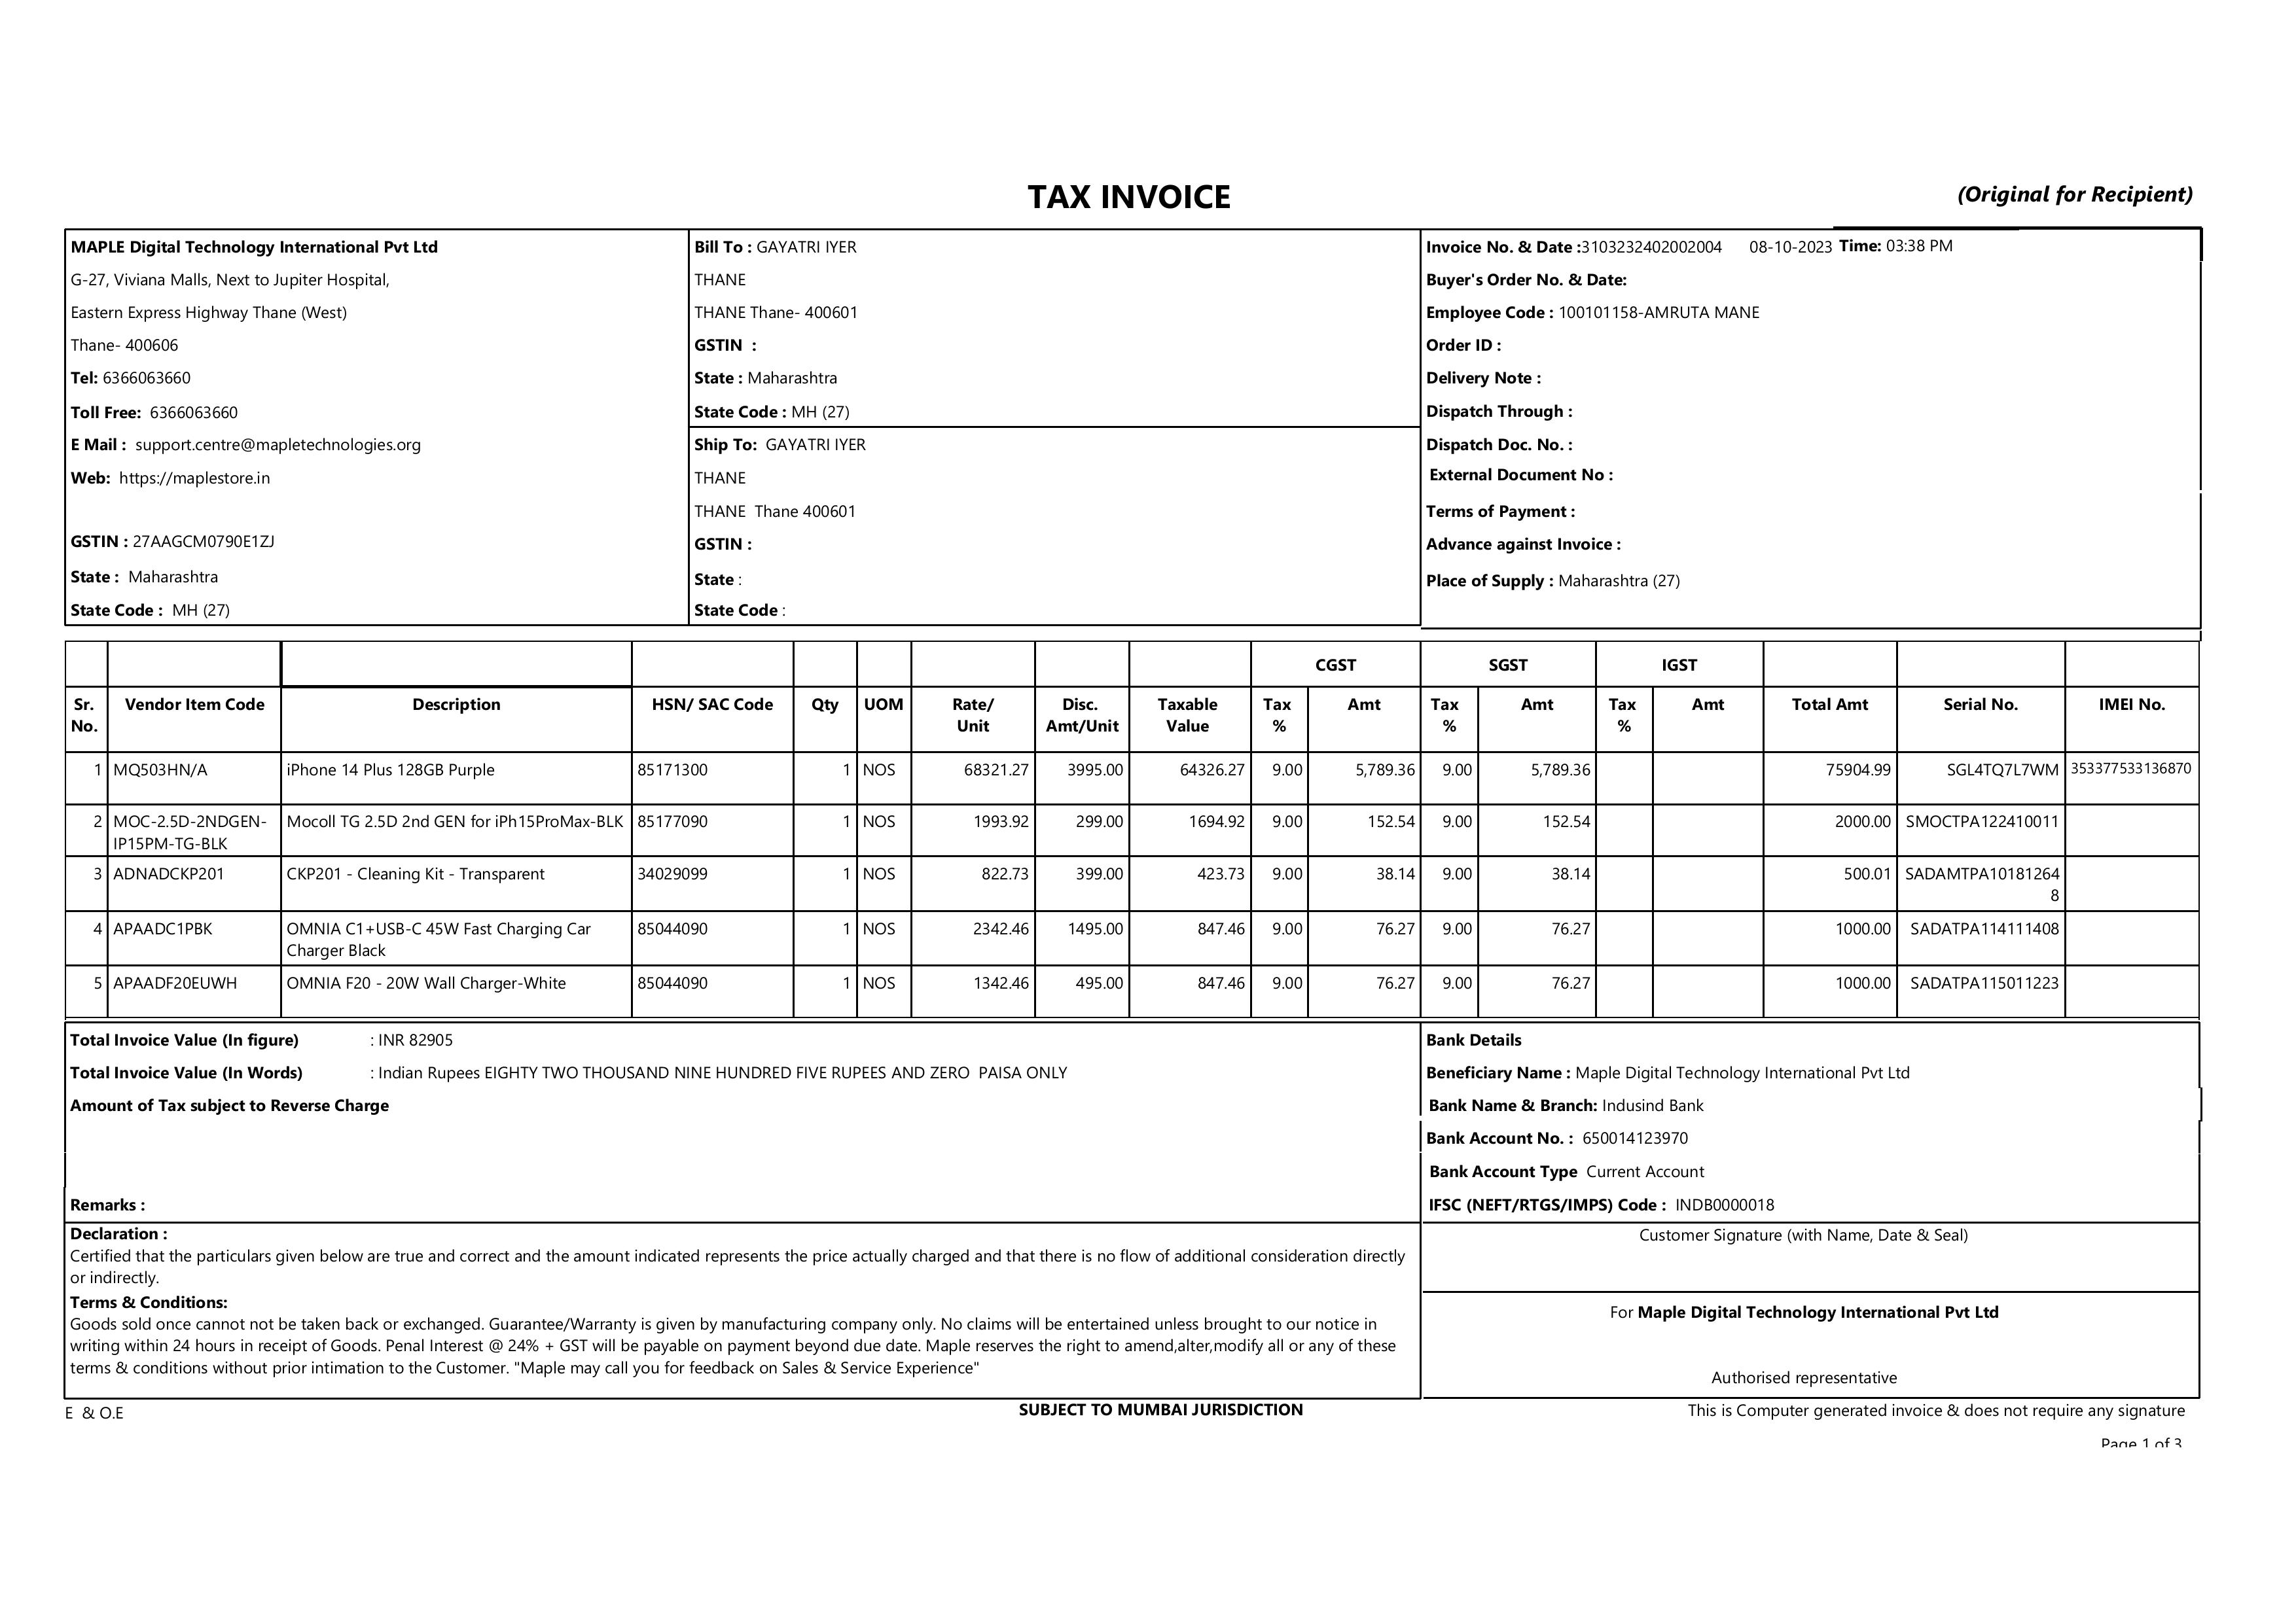 TAX INVOICE
(Original for Recipient)
MAPLE Digital Technology International Pvt Ltd
G-27, Viviana Malls, Next to Jupiter Hospital,
Eastern Express Highway Thane (West)
Thane- 400606
Tel: 6366063660
Toll Free: 6366063660
E Mail : support.centre@mapletechnologies.org
Web: https://maplestore.in
GSTIN : 27AAGCM0790E1ZJ
State : Maharashtra
State Code : MH (27)
Bill To : GAYATRI IYER
THANE
THANE Thane- 400601
GSTIN :
State : Maharashtra
State Code : MH (27)
Ship To: GAYATRI IYER
THANE
THANE Thane 400601
GSTIN :
State :
State Code :
Invoice No. & Date :3103232402002004 08-10-2023 Time: 03:38 PM
Buyer's Order No. & Date:
Employee Code : 100101158-AMRUTA MANE
Order ID :
Delivery Note :
Dispatch Through :
Dispatch Doc. No. :
External Document No :
Terms of Payment :
Advance against Invoice :
Place of Supply : Maharashtra (27)
CGST SGST IGST
Sr. Vendor Item Code Description HSN/ SAC Code Qty UOM Rate/ Disc. Taxable Tax Amt Tax Amt Tax Amt Total Amt Serial No. IMEI No.
No. Unit Amt/Unit Value % % %
1 MQ503HN/A iPhone 14 Plus 128GB Purple 85171300 1 NOS 68321.27 3995.00 64326.27 9.00 5,789.36 9.00 5,789.36 75904.99 SGL4TQ7L7WM 353377533136870
2 MOC-2.5D-2NDGEN- Mocoll TG 2.5D 2nd GEN for iPh15ProMax-BLK 85177090 1 NOS 1993.92 299.00 1694.92 9.00 152.54 9.00 152.54 2000.00 SMOCTPA122410011
IP15PM-TG-BLK
3 ADNADCKP201 CKP201 - Cleaning Kit - Transparent 34029099 1 NOS 822.73 399.00 423.73 9.00 38.14 9.00 38.14 500.01 SADAMTPA10181264
8
4 APAADC1PBK OMNIA C1+USB-C 45W Fast Charging Car 85044090 1 NOS 2342.46 1495.00 847.46 9.00 76.27 9.00 76.27 1000.00 SADATPA114111408
Charger Black
5 APAADF20EUWH OMNIA F20 - 20W Wall Charger-White 85044090 1 NOS 1342.46 495.00 847.46 9.00 76.27 9.00 76.27 1000.00 SADATPA115011223
Total Invoice Value (In figure) : INR 82905
Total Invoice Value (In Words) : Indian Rupees EIGHTY TWO THOUSAND NINE HUNDRED FIVE RUPEES AND ZERO PAISA ONLY
Amount of Tax subject to Reverse Charge
Remarks :
Bank Details
Beneficiary Name : Maple Digital Technology International Pvt Ltd
Bank Name & Branch: Indusind Bank
Bank Account No. : 650014123970
Bank Account Type Current Account
IFSC (NEFT/RTGS/IMPS) Code : INDB0000018
Declaration :
Certified that the particulars given below are true and correct and the amount indicated represents the price actually charged and that there is no flow of additional consideration directly
or indirectly.
Terms & Conditions:
Goods sold once cannot not be taken back or exchanged. Guarantee/Warranty is given by manufacturing company only. No claims will be entertained unless brought to our notice in
writing within 24 hours in receipt of Goods. Penal Interest @ 24% + GST will be payable on payment beyond due date. Maple reserves the right to amend,alter,modify all or any of these
terms & conditions without prior intimation to the Customer. "Maple may call you for feedback on Sales & Service Experience"
Customer Signature (with Name, Date & Seal)
For Maple Digital Technology International Pvt Ltd
Authorised representative
E & O.E
SUBJECT TO MUMBAI JURISDICTION
This is Computer generated invoice & does not require any signature
Page 1 of 3